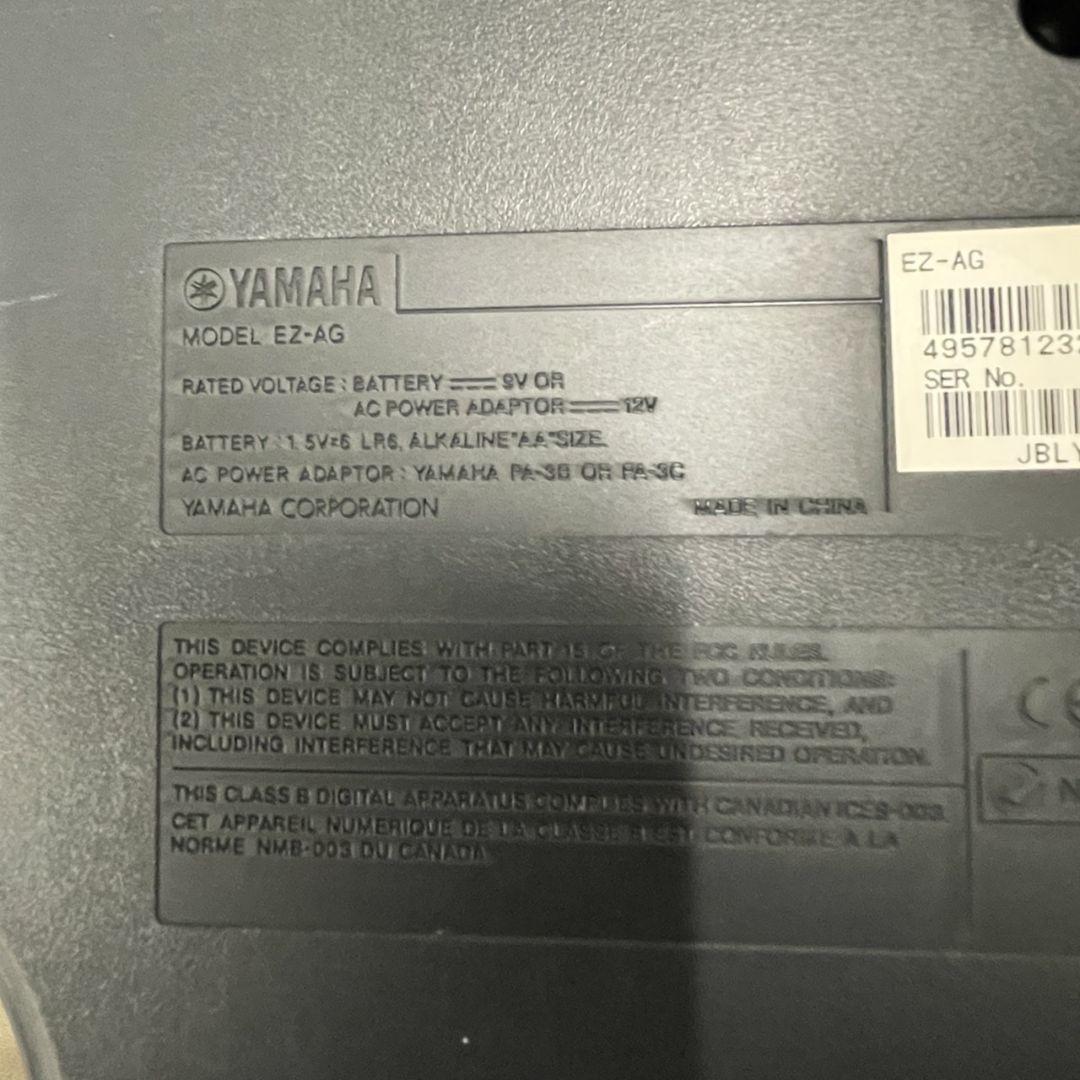 YAMAHA
MODEL EZ-AG
RATED VOLTAGE : BATTERY 9V OR
AC POWER ADAPTOR 12V
BATTERY : 1.5V×6 LR6, ALKALINE "AA" SIZE
AC POWER ADAPTOR : YAMAHA PA-3B OR PA-3C
YAMAHA CORPORATION
MADE IN CHINA
EZ-AG
49578123
SER No.
JBLY
THIS DEVICE COMPLIES WITH PART 15 OF THE FCC RULES.
OPERATION IS SUBJECT TO THE FOLLOWING TWO CONDITIONS:
(1) THIS DEVICE MAY NOT CAUSE HARMFUL INTERFERENCE, AND
(2) THIS DEVICE MUST ACCEPT ANY INTERFERENCE RECEIVED,
INCLUDING INTERFERENCE THAT MAY CAUSE UNDESIRED OPERATION.
THIS CLASS B DIGITAL APPARATUS COMPLIES WITH CANADIAN ICES-003.
CET APPAREIL NUMERIQUE DE LA CLASSE B EST CONFORME A LA
NORME NMB-003 DU CANADA
CE
N